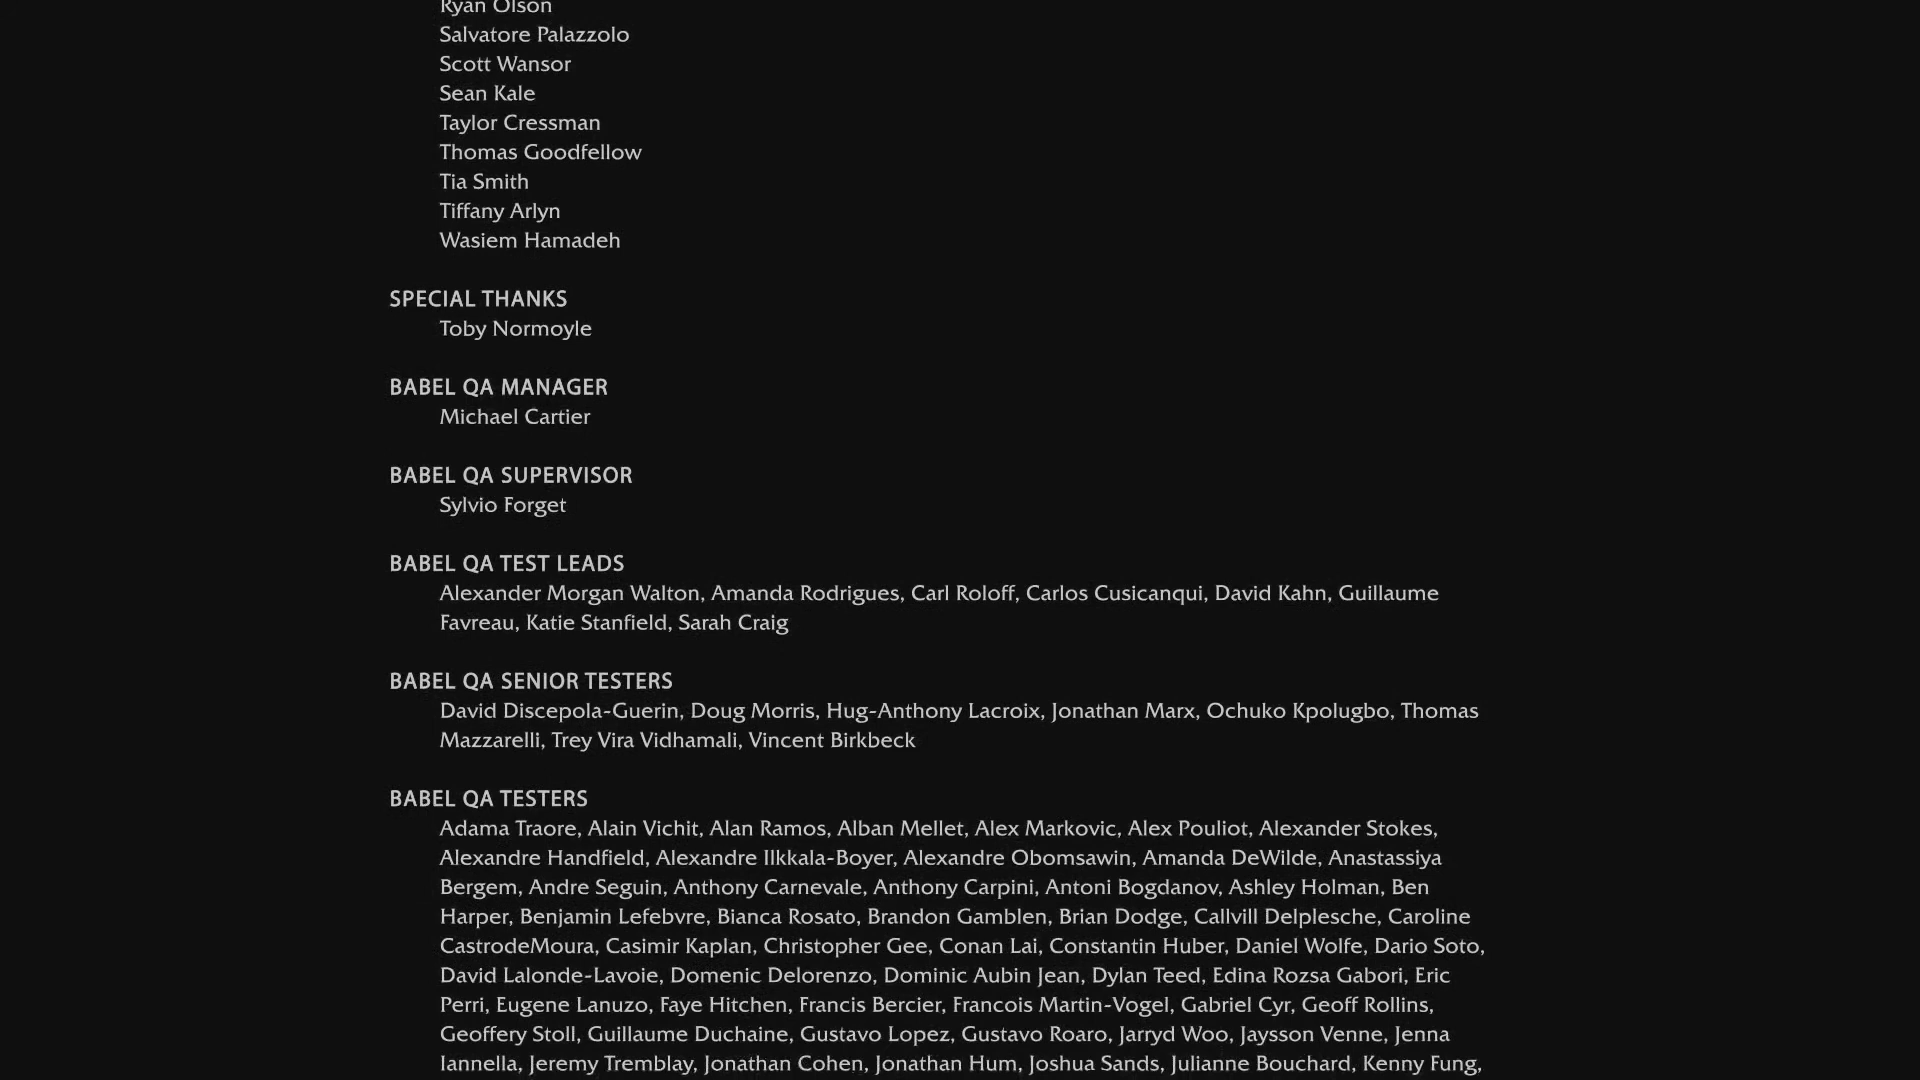 Ryan Olson
Salvatore Palazzolo
Scott Wansor
Sean Kale
Taylor Cressman
Thomas Goodfellow
Tia Smith
Tiffany Arlyn
Wasiem Hamadeh
SPECIAL THANKS
Toby Normoyle
BABEL QA MANAGER
Michael Cartier
BABEL QA SUPERVISOR
Sylvio Forget
BABEL QA TEST LEADS
Alexander Morgan Walton, Amanda Rodrigues, Carl Roloff, Carlos Cusicanqui, David Kahn, Guillaume
Favreau, Katie Stanfield, Sarah Craig
BABEL QA SENIOR TESTERS
David Discepola-Guerin, Doug Morris, Hug-Anthony Lacroix, Jonathan Marx, Ochuko Kpolugbo, Thomas
Mazzarelli, Trey Vira Vidhamali, Vincent Birkbeck
BABEL QA TESTERS
Adama Traore, Alain Vichit, Alan Ramos, Alban Mellet, Alex Markovic, Alex Pouliot, Alexander Stokes,
Alexandre Handfield, Alexandre Ilkkala-Boyer, Alexandre Obomsawin, Amanda DeWilde, Anastassiya
Bergem, Andre Seguin, Anthony Carnevale, Anthony Carpini, Antoni Bogdanov, Ashley Holman, Ben
Harper, Benjamin Lefebvre, Bianca Rosato, Brandon Gamblen, Brian Dodge, Callvill Delplesche, Caroline
CastrodeMoura, Casimir Kaplan, Christopher Gee, Conan Lai, Constantin Huber, Daniel Wolfe, Dario Soto,
David Lalonde-Lavoie, Domenic Delorenzo, Dominic Aubin Jean, Dylan Teed, Edina Rozsa Gabori, Eric
Perri, Eugene Lanuzo, Faye Hitchen, Francis Bercier, Francois Martin-Vogel, Gabriel Cyr, Geoff Rollins,
Geoffery Stoll, Guillaume Duchaine, Gustavo Lopez, Gustavo Roaro, Jarryd Woo, Jaysson Venne, Jenna
Iannella, Jeremy Tremblay, Jonathan Cohen, Jonathan Hum, Joshua Sands, Julianne Bouchard, Kenny Fung,